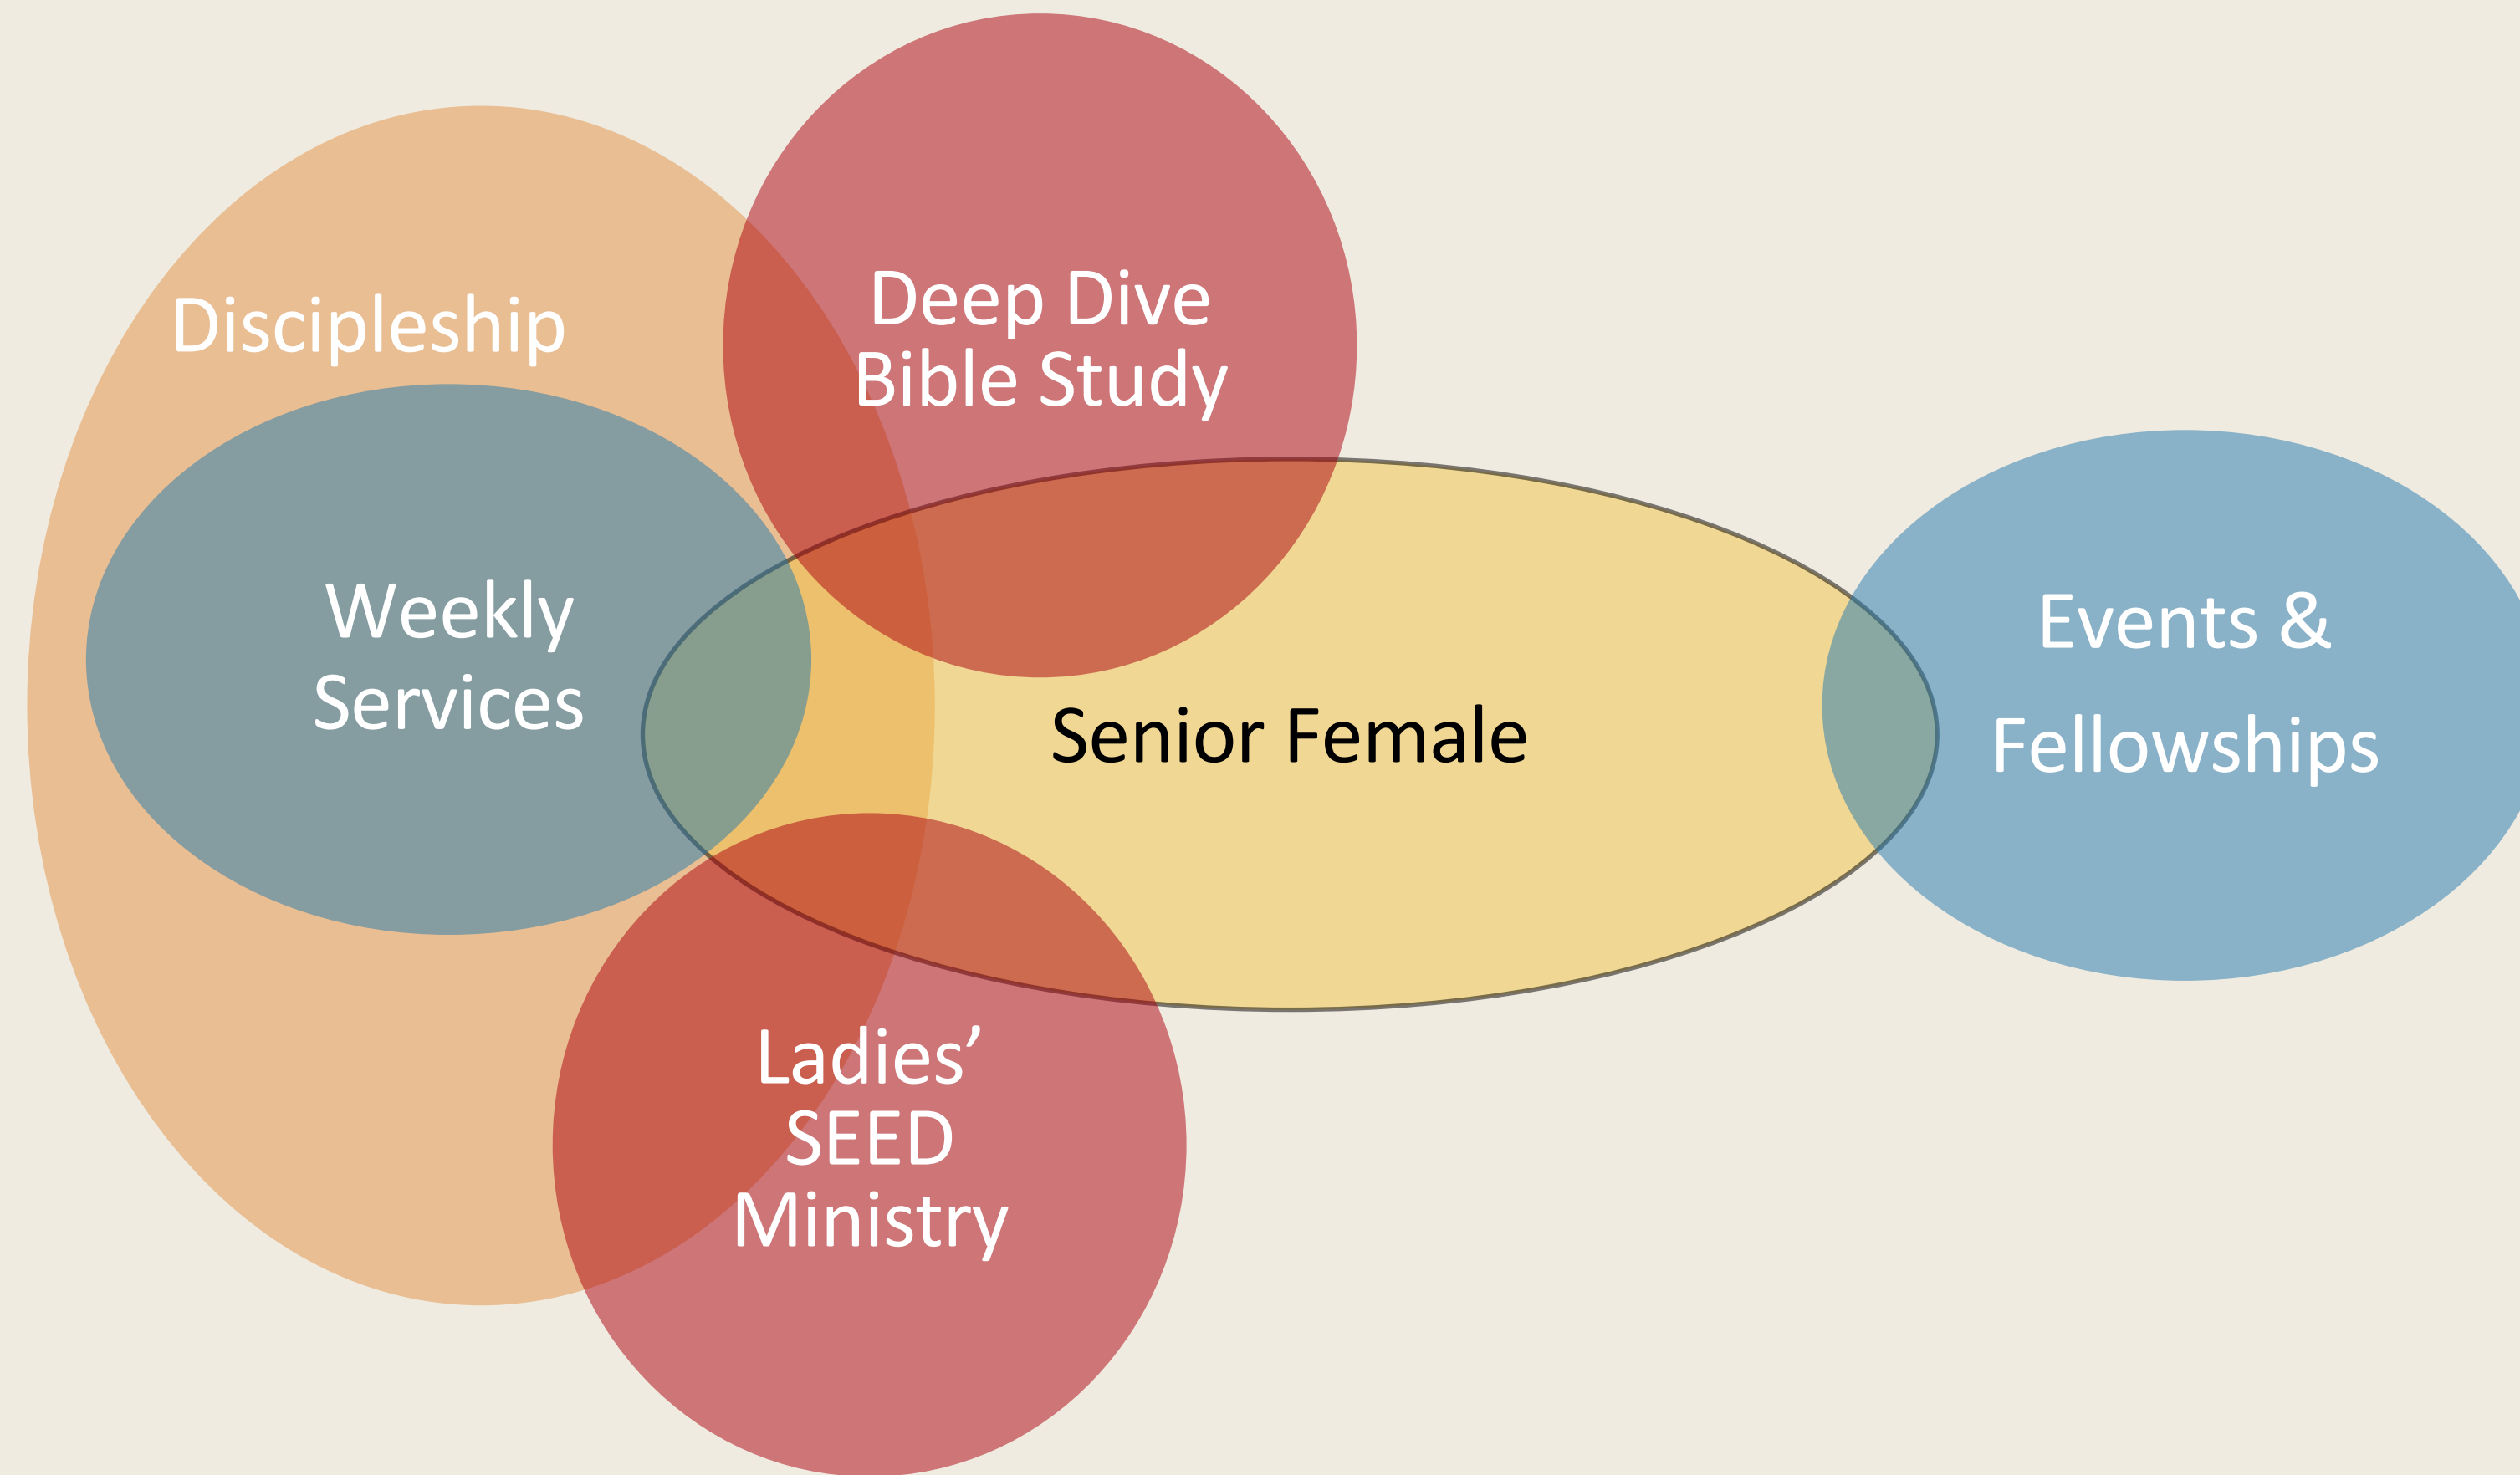 Discipleship
Deep Dive
Bible Study
Weekly
Services
Senior Female
Events &
Fellowships
Ladies’
SEED
Ministry